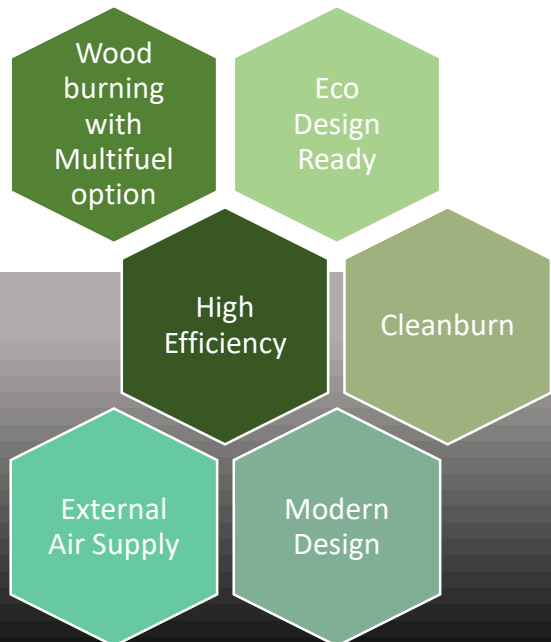 Wood
burning
with
Multifuel
option
Eco
Design
Ready
High
Efficiency
Cleanburn
External
Air Supply
Modern
Design